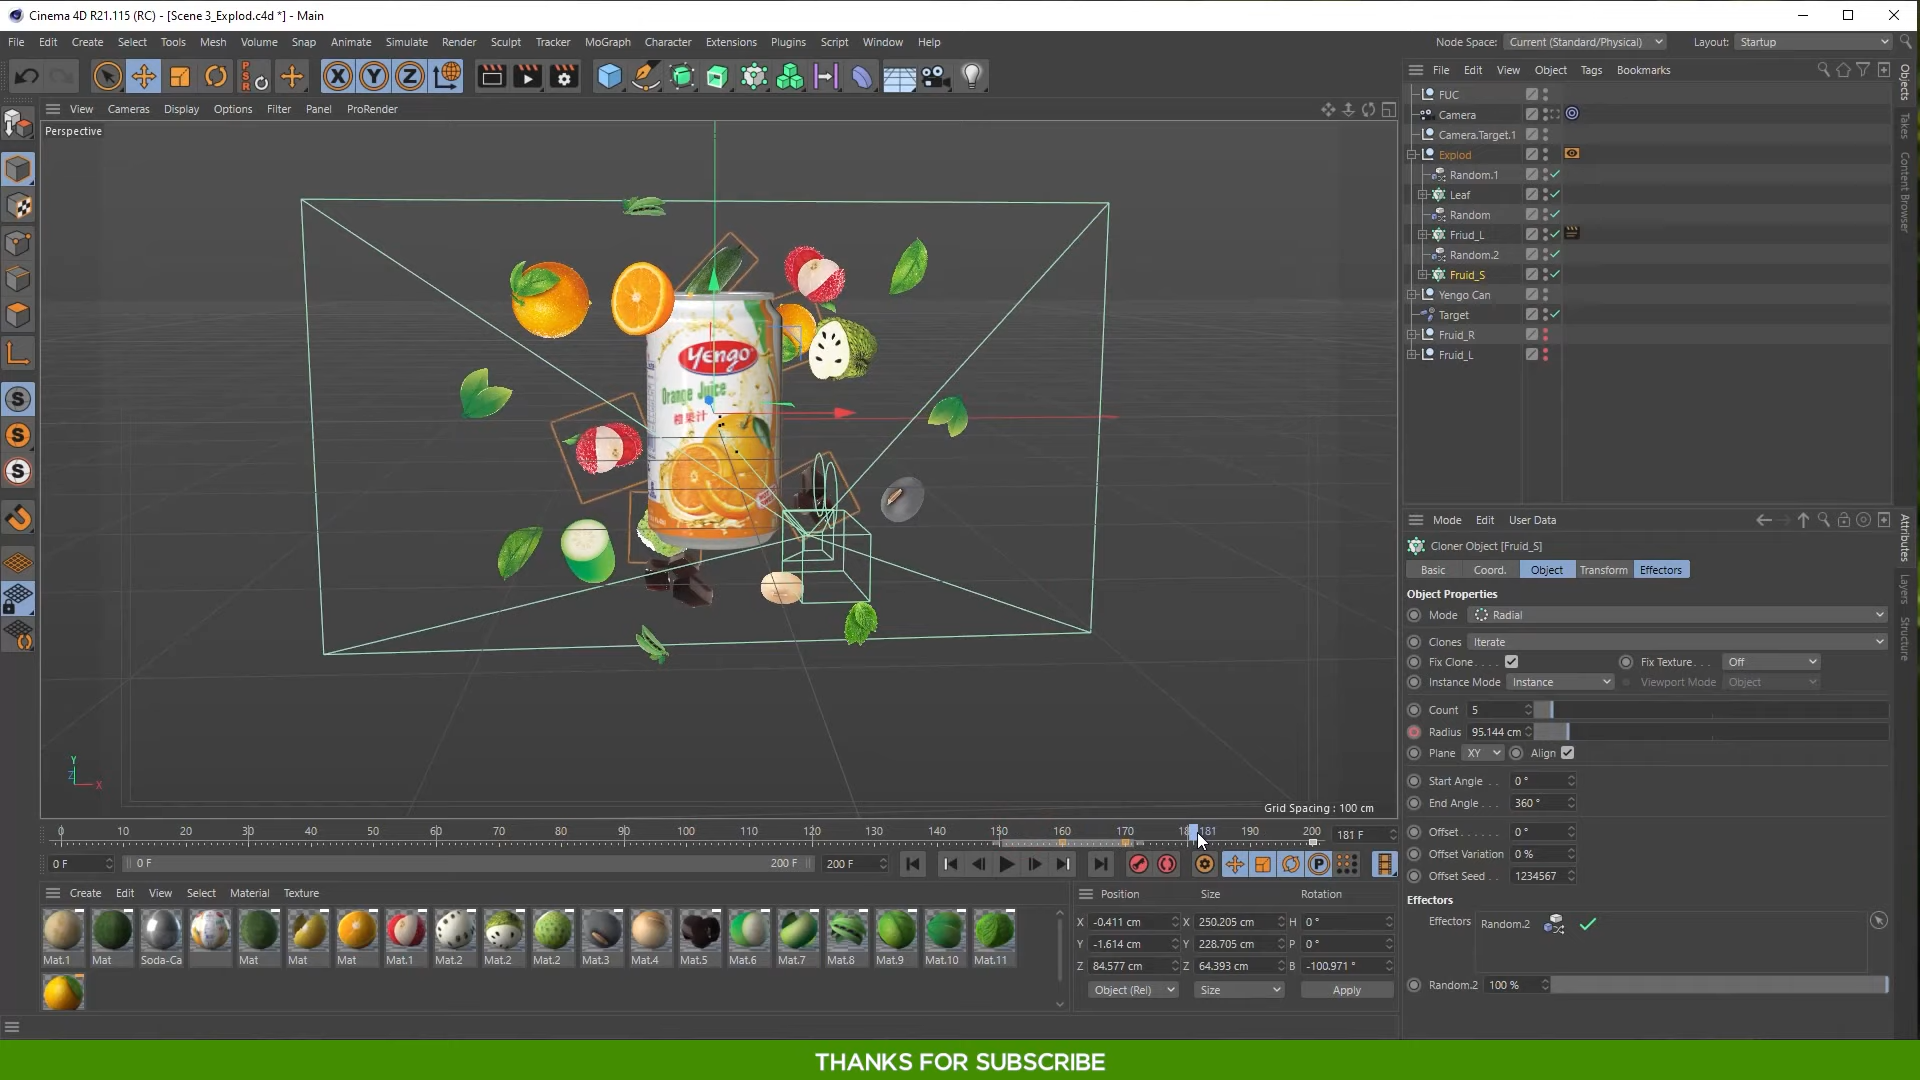 Cinema 4D R21.115 (RC) - [Scene 3_Explod.c4d *] - Main
File Edit Create Select Tools Mesh Volume Snap Animate Simulate Render Sculpt Tracker MoGraph Character Extensions Plugins Script Window Help
Node Space: Current (Standard/Physical) Layout: Startup
X Y Z
File Edit View Object Tags Bookmarks
View Cameras Display Options Filter Panel ProRender
Perspective
FUC
Camera
Camera.Target.1
Explod
Random.1
Leaf
Random
Friud_L
Random.2
Fruid_S
Yengo Can
Target
Fruid_R
Fruid_L
Objects
Takes
Content Browser
Yengo
Orange Juice
橙果汁
Y
Z
X
Grid Spacing : 100 cm
Mode Edit User Data
Cloner Object [Fruid_S]
Basic Coord. Object Transform Effectors
Object Properties
Mode Radial
Clones Iterate
Fix Clone Fix Texture Off
Instance Mode Instance Viewport Mode Object
Count 5
Radius 95.144 cm
Plane XY Align
Start Angle 0 °
End Angle 360 °
Offset 0 °
Offset Variation 0 %
Offset Seed 1234567
Effectors
Effectors Random.2
Random.2 100 %
Attributes
Layers
Structure
0 10 20 30 40 50 60 70 80 90 100 110 120 130 140 150 160 170 18 181 190 200 181 F
0 F 0 F 200 F 200 F
Create Edit View Select Material Texture
Mat.1 Mat Soda-Ca Mat Mat Mat Mat.1 Mat.2 Mat.2 Mat.2 Mat.3 Mat.4 Mat.5 Mat.6 Mat.7 Mat.8 Mat.9 Mat.10 Mat.11
Position Size Rotation
X -0.411 cm X 250.205 cm H 0 °
Y -1.614 cm Y 228.705 cm P 0 °
Z 84.577 cm Z 64.393 cm B -100.971 °
Object (Rel) Size Apply
THANKS FOR SUBSCRIBE